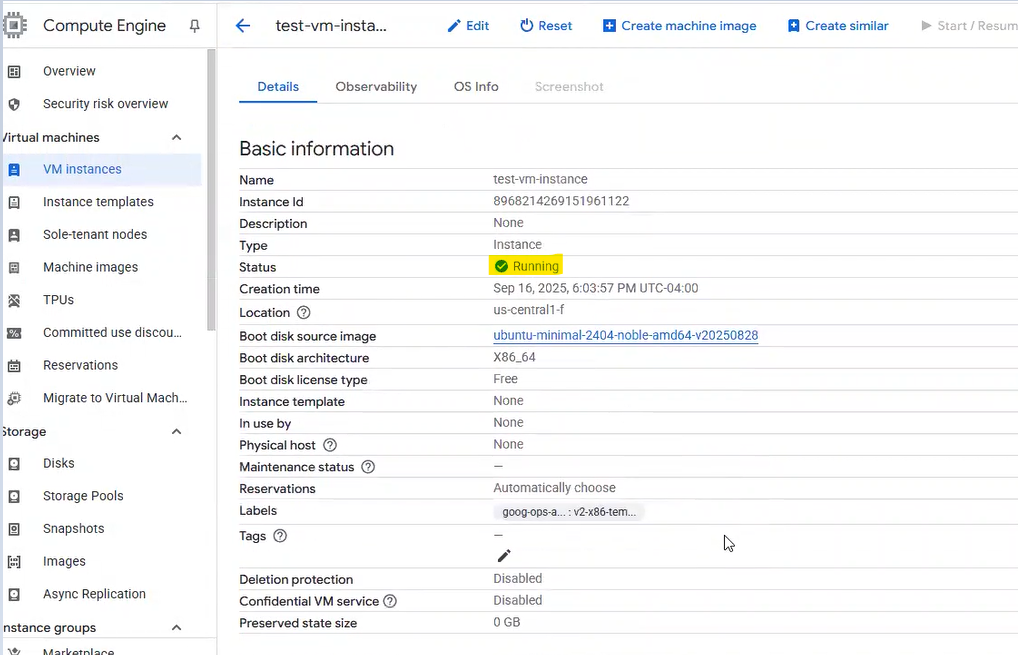 Compute Engine
test-vm-insta...
Edit
Reset
Create machine image
Create similar
Start / Resum
Overview
Security risk overview
Virtual machines
VM instances
Instance templates
Sole-tenant nodes
Machine images
TPUs
Committed use discou...
Reservations
Migrate to Virtual Mach...
Storage
Disks
Storage Pools
Snapshots
Images
Async Replication
nstance groups
Marketplace
Details Observability OS Info Screenshot
Basic information
Name test-vm-instance
Instance Id 8968214269151961122
Description None
Type Instance
Status Running
Creation time Sep 16, 2025, 6:03:57 PM UTC-04:00
Location us-central1-f
Boot disk source image ubuntu-minimal-2404-noble-amd64-v20250828
Boot disk architecture X86_64
Boot disk license type Free
Instance template None
In use by None
Physical host None
Maintenance status —
Reservations Automatically choose
Labels goog-ops-a... : v2-x86-tem...
Tags —
Deletion protection Disabled
Confidential VM service Disabled
Preserved state size 0 GB